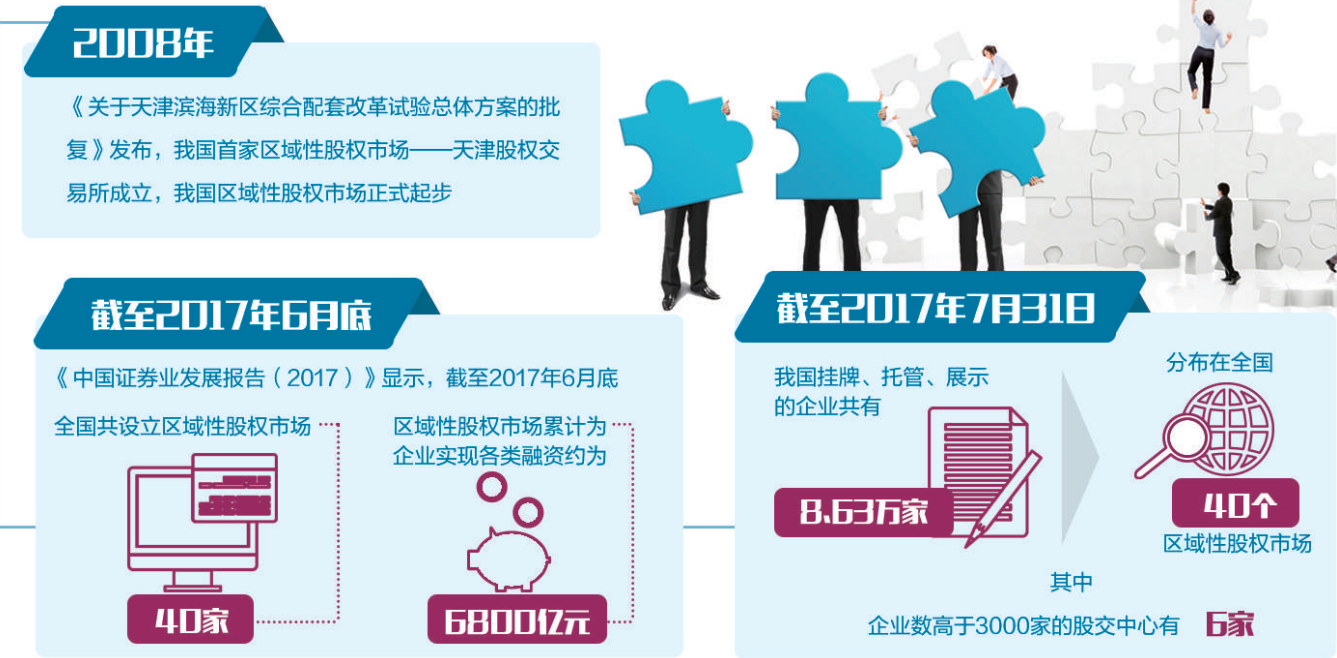 2008年
《关于天津滨海新区综合配套改革试验总体方案的批
复》发布，我国首家区域性股权市场——天津股权交
易所成立，我国区域性股权市场正式起步
截至2017年6月底
《中国证券业发展报告（2017）》显示，截至2017年6月底
全国共设立区域性股权市场
40家
区域性股权市场累计为
企业实现各类融资约为
6800亿元
截至2017年7月31日
我国挂牌、托管、展示
的企业共有
8.63万家
分布在全国
40个
区域性股权市场
其中
企业数高于3000家的股交中心有 6家